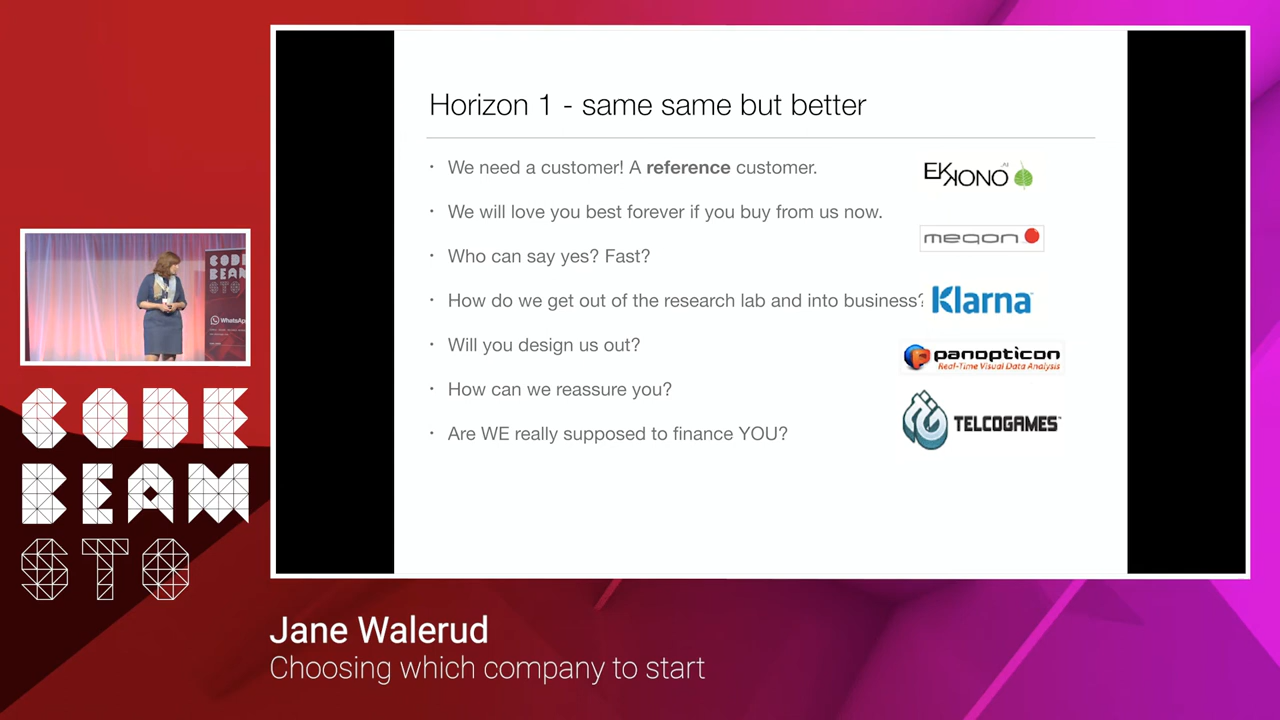 Horizon 1 - same same but better
• We need a customer! A reference customer.
• We will love you best forever if you buy from us now.
• Who can say yes? Fast?
• How do we get out of the research lab and into business?
• Will you design us out?
• How can we reassure you?
• Are WE really supposed to finance YOU?
EKKONO
meqon
Klarna
panopticon
Real-Time Visual Data Analysis
TELCOGAMES
CODE
BEAM
STO
WhatsApp
CODE
BEAM
STO
Jane Walerud
Choosing which company to start